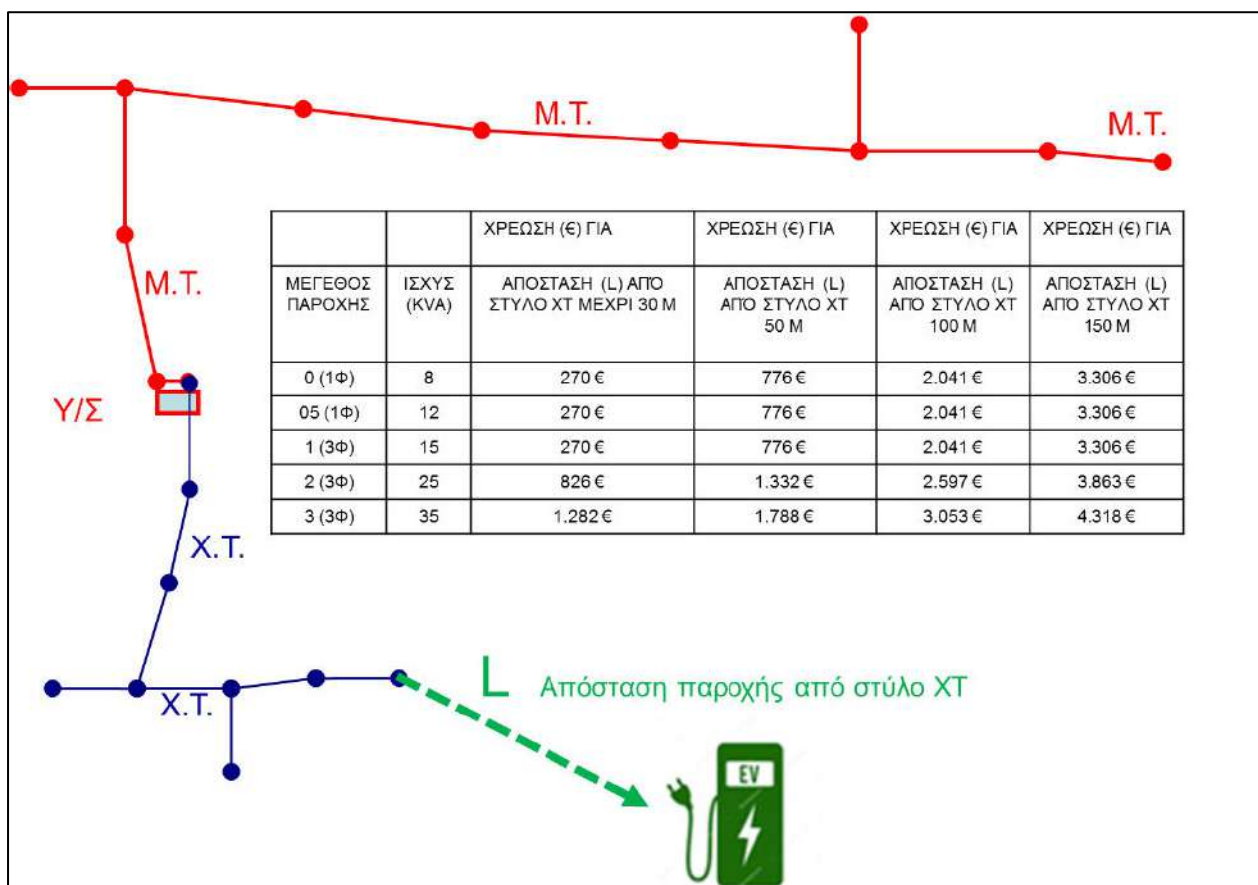 Μ.Τ.
Μ.Τ.
ΧΡΕΩΣΗ (€) ΓΙΑ ΧΡΕΩΣΗ (€) ΓΙΑ ΧΡΕΩΣΗ (€) ΓΙΑ ΧΡΕΩΣΗ (€) ΓΙΑ
ΜΕΓΕΘΟΣ ΙΣΧΥΣ ΑΠΟΣΤΑΣΗ (L) ΑΠΌ ΑΠΟΣΤΑΣΗ (L) ΑΠΟΣΤΑΣΗ (L) ΑΠΟΣΤΑΣΗ (L)
ΠΑΡΟΧΗΣ (KVA) ΣΤΥΛΟ ΧΤ ΜΕΧΡΙ 30 Μ ΑΠΌ ΣΤΥΛΟ ΧΤ ΑΠΌ ΣΤΥΛΟ ΧΤ ΑΠΌ ΣΤΥΛΟ ΧΤ
50 Μ 100 Μ 150 Μ
0 (1Φ) 8 270 € 776 € 2.041 € 3.306 €
05 (1Φ) 12 270 € 776 € 2.041 € 3.306 €
1 (3Φ) 15 270 € 776 € 2.041 € 3.306 €
2 (3Φ) 25 826 € 1.332 € 2.597 € 3.863 €
3 (3Φ) 35 1.282 € 1.788 € 3.053 € 4.318 €
Μ.Τ.
Υ/Σ
Χ.Τ.
Χ.Τ.
L Απόσταση παροχής από στύλο ΧΤ
EV